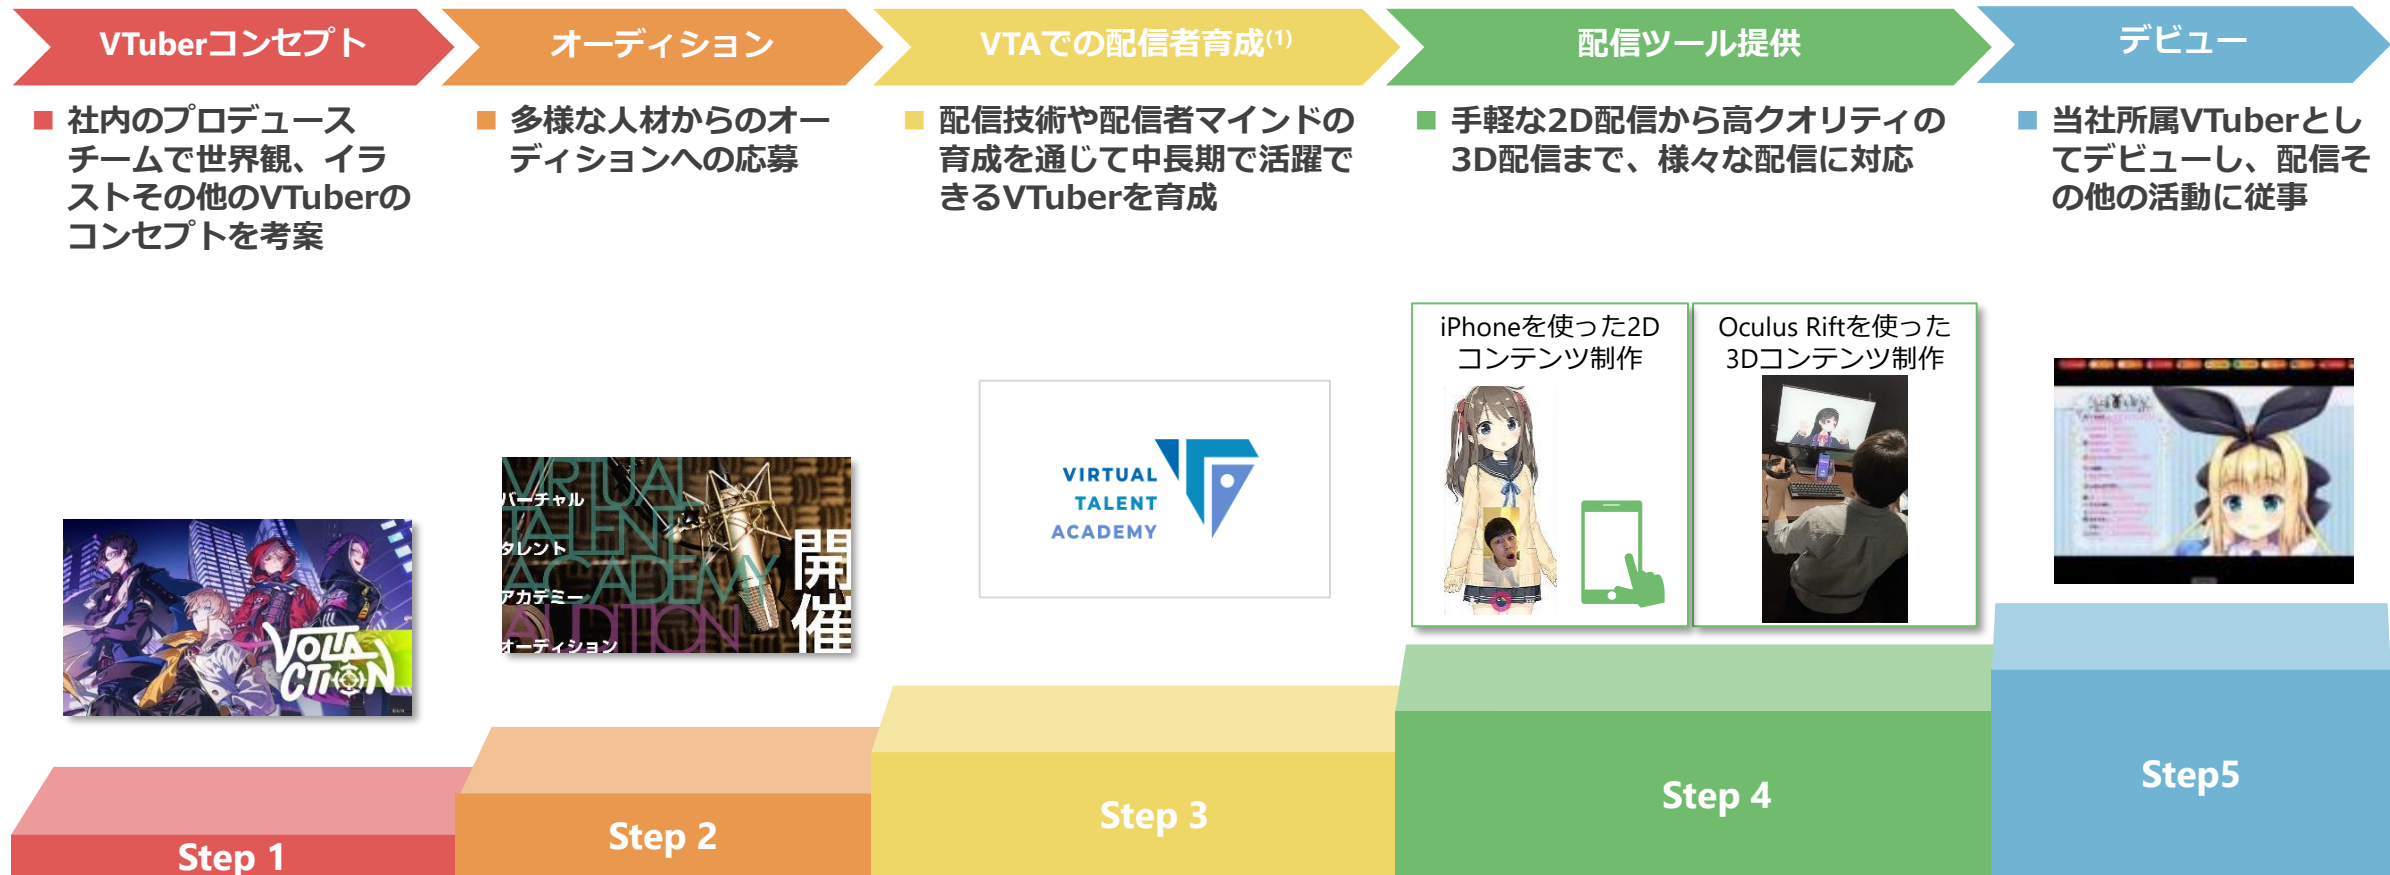 VTuberコンセプト
オーディション
VTAでの配信者育成(1)
配信ツール提供
デビュー
■ 社内のプロデュース
チームで世界観、イラ
ストその他のVTuberの
コンセプトを考案
■ 多様な人材からのオー
ディションへの応募
■ 配信技術や配信者マインドの
育成を通じて中長期で活躍で
きるVTuberを育成
■ 手軽な2D配信から高クオリティの
3D配信まで、様々な配信に対応
■ 当社所属VTuberとし
てデビューし、配信そ
の他の活動に従事
VOLTA
CTION
VIRTUAL
TALENT
ACADEMY
AUDITION
バーチャル
タレント
アカデミー
オーディション
開催
VIRTUAL
TALENT
ACADEMY
iPhoneを使った2D
コンテンツ制作
Oculus Riftを使った
3Dコンテンツ制作
Step 1
Step 2
Step 3
Step 4
Step5